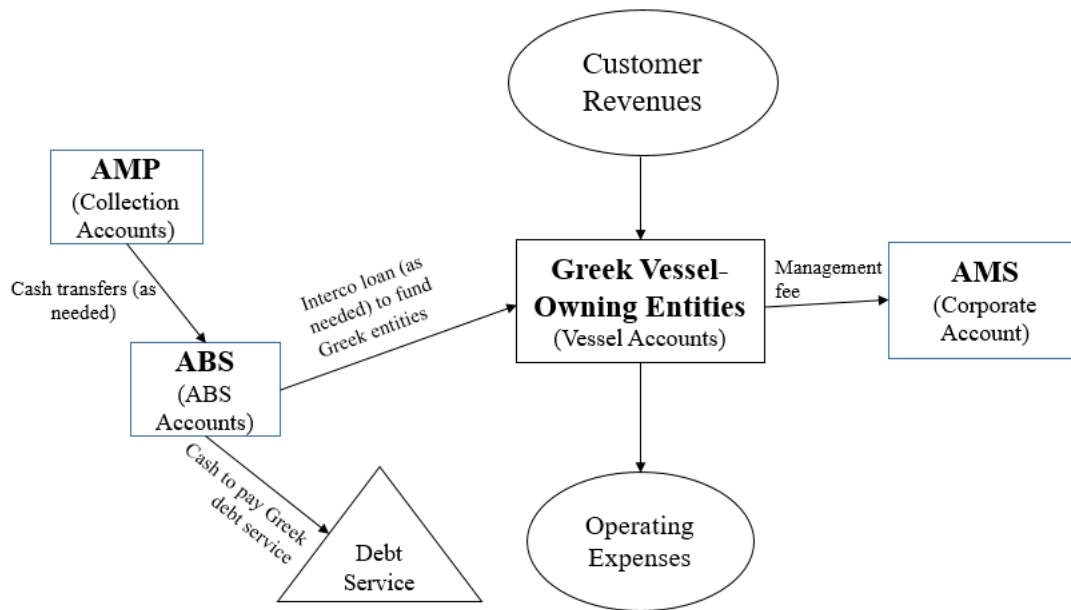 Customer
Revenues
AMP
(Collection
Accounts)
Cash transfers (as
needed)
Interco loan (as
needed) to fund
Greek entities
Greek Vessel-
Owning Entities
(Vessel Accounts)
Management
fee
AMS
(Corporate
Account)
ABS
(ABS
Accounts)
Cash to pay Greek
debt service
Debt
Service
Operating
Expenses